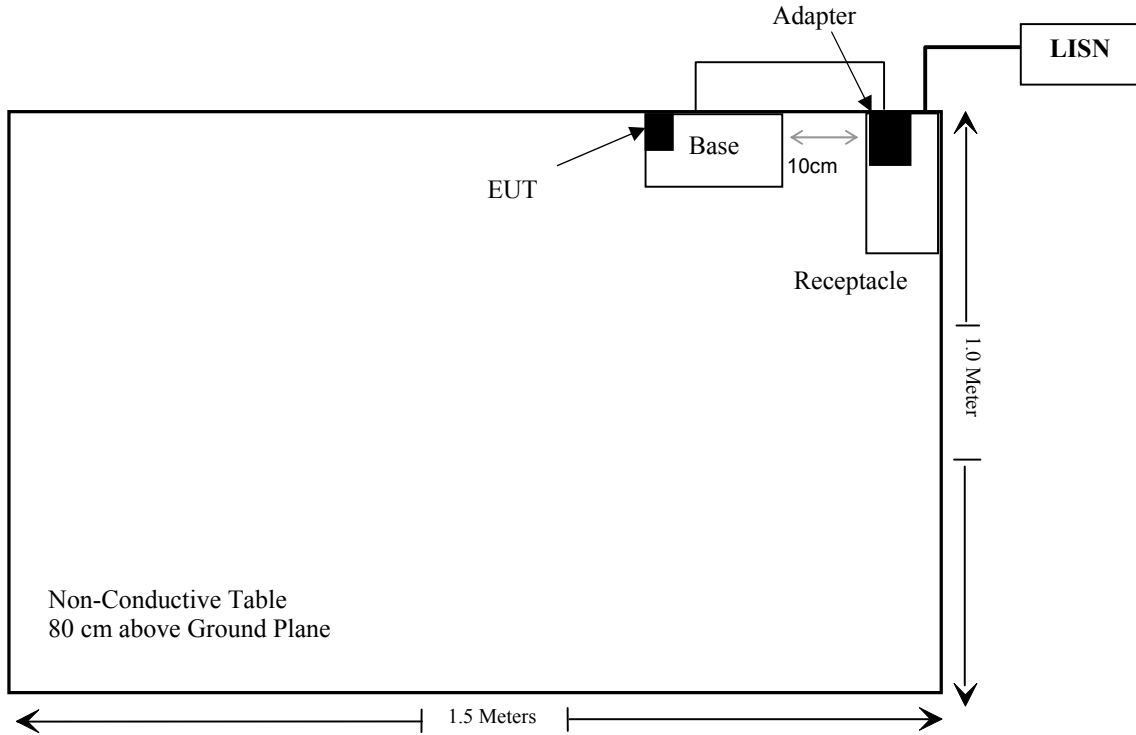 Adapter
LISN
Base
10cm
EUT
Receptacle
1.0 Meter
Non-Conductive Table
80 cm above Ground Plane
1.5 Meters